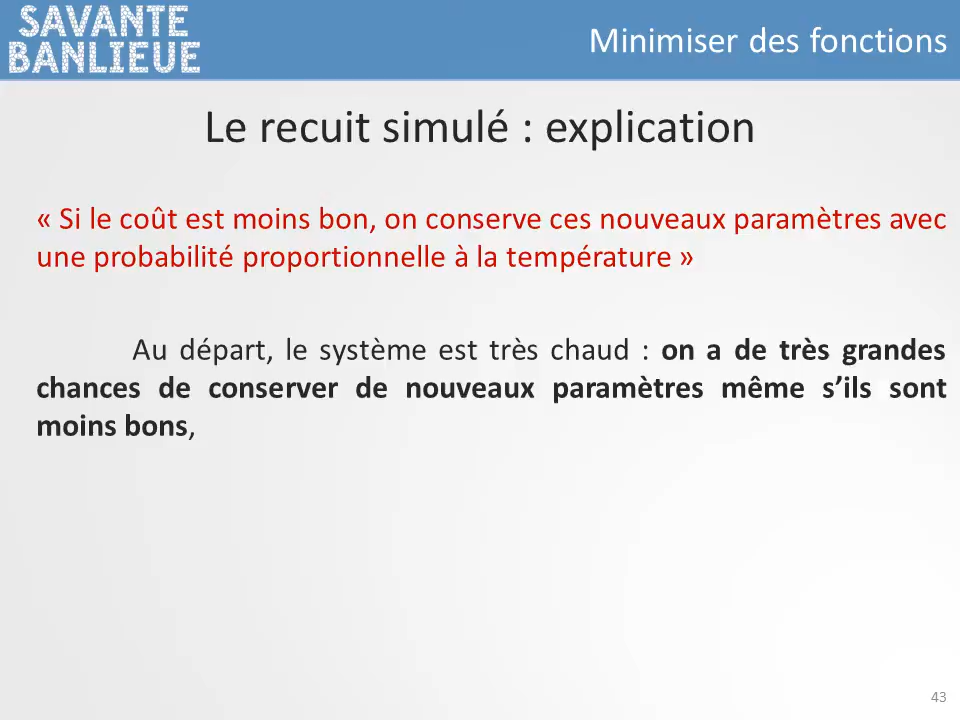 SAVANTE
BANLIEUE
Minimiser des fonctions
Le recuit simulé : explication
« Si le coût est moins bon, on conserve ces nouveaux paramètres avec
une probabilité proportionnelle à la température »
Au départ, le système est très chaud : on a de très grandes
chances de conserver de nouveaux paramètres même s’ils sont
moins bons,
43